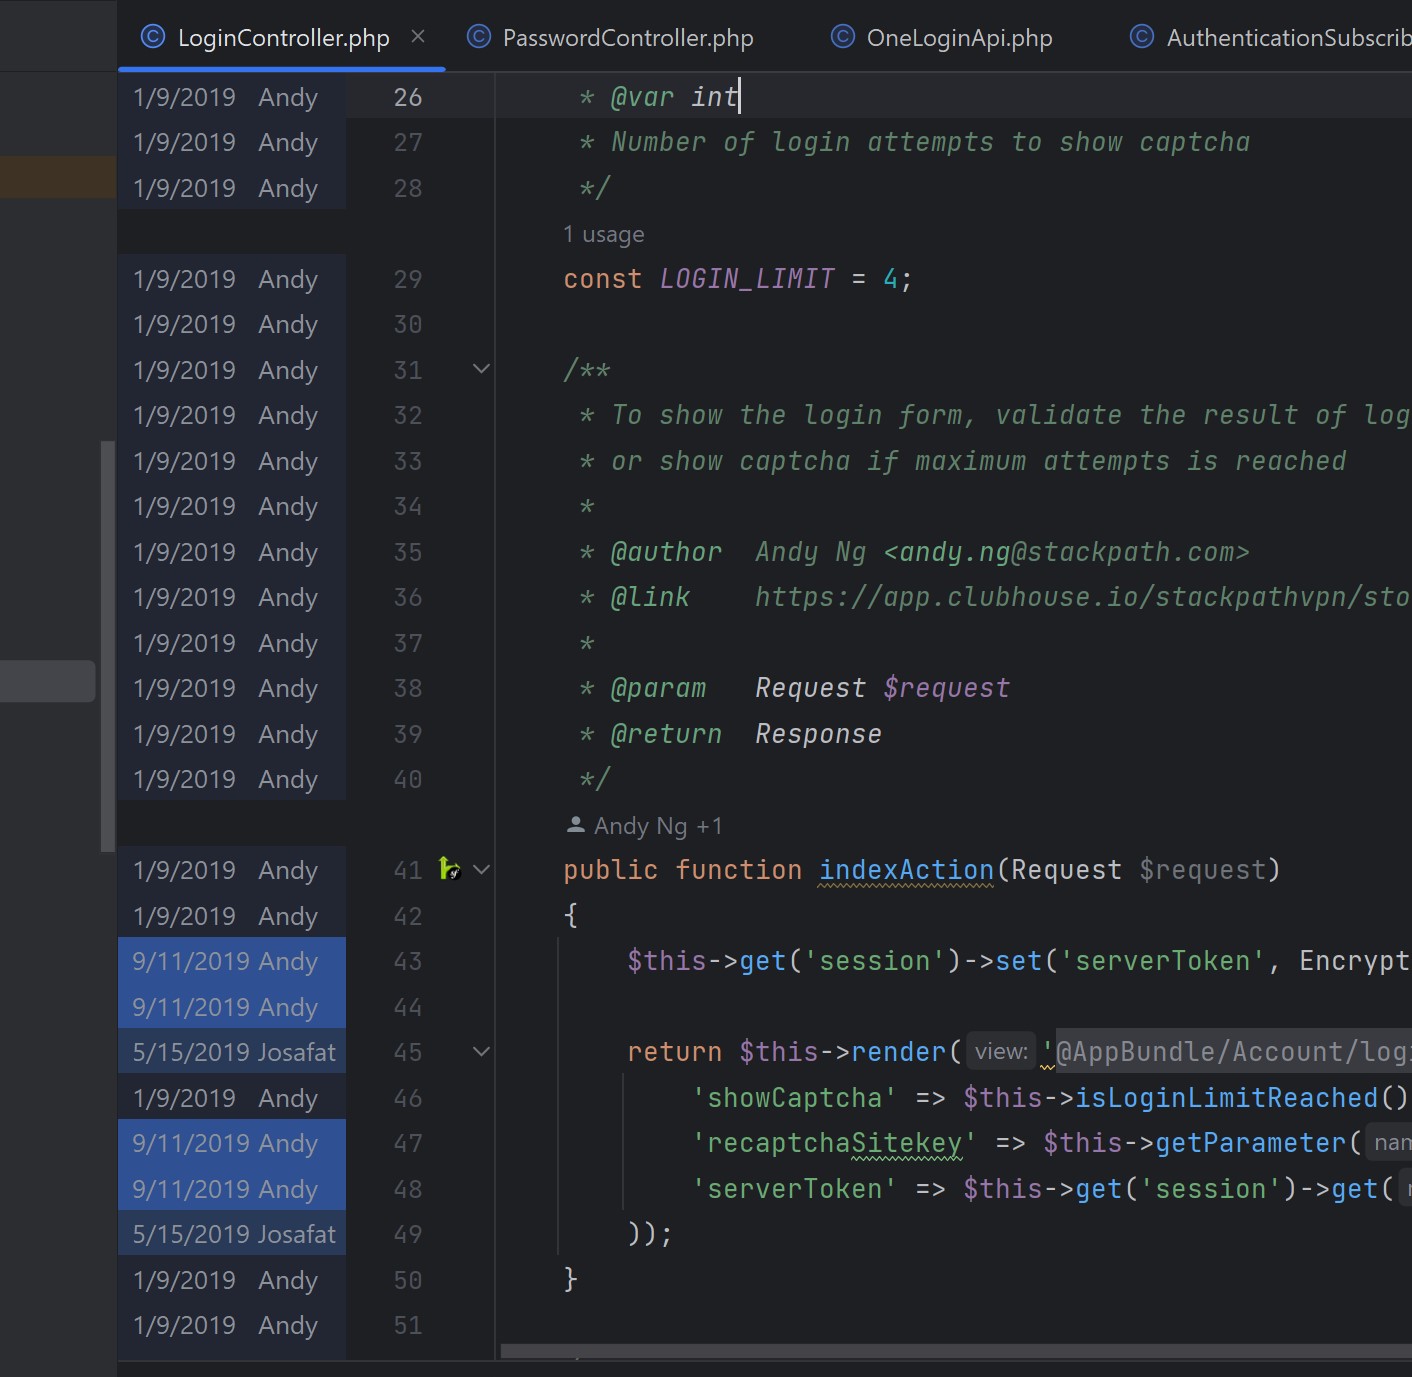 LoginController.php PasswordController.php OneLoginApi.php AuthenticationSubscrib
1/9/2019 Andy 26 * @var int
1/9/2019 Andy 27 * Number of login attempts to show captcha
1/9/2019 Andy 28 */
1 usage
1/9/2019 Andy 29 const LOGIN_LIMIT = 4;
1/9/2019 Andy 30
1/9/2019 Andy 31 /**
1/9/2019 Andy 32 * To show the login form, validate the result of log
1/9/2019 Andy 33 * or show captcha if maximum attempts is reached
1/9/2019 Andy 34 *
1/9/2019 Andy 35 * @author Andy Ng <andy.ng@stackpath.com>
1/9/2019 Andy 36 * @link https://app.clubhouse.io/stackpathvpn/sto
1/9/2019 Andy 37 *
1/9/2019 Andy 38 * @param Request $request
1/9/2019 Andy 39 * @return Response
1/9/2019 Andy 40 */
Andy Ng +1
1/9/2019 Andy 41 public function indexAction(Request $request)
1/9/2019 Andy 42 {
9/11/2019 Andy 43 $this->get('session')->set('serverToken', Encrypt
9/11/2019 Andy 44
5/15/2019 Josafat 45 return $this->render( view: '@AppBundle/Account/log
1/9/2019 Andy 46 'showCaptcha' => $this->isLoginLimitReached()
9/11/2019 Andy 47 'recaptchaSitekey' => $this->getParameter( nam
9/11/2019 Andy 48 'serverToken' => $this->get('session')->get(
5/15/2019 Josafat 49 ));
1/9/2019 Andy 50 }
1/9/2019 Andy 51